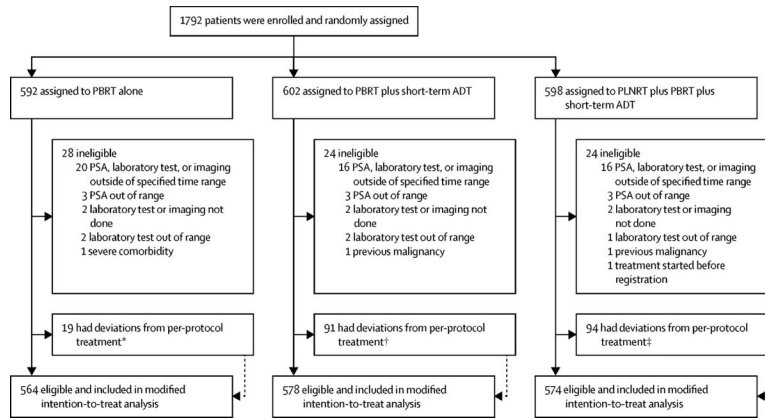 1792 patients were enrolled and randomly assigned
592 assigned to PBRT alone
602 assigned to PBRT plus short-term ADT
598 assigned to PLNRT plus PBRT plus
short-term ADT
28 ineligible
20 PSA, laboratory test, or imaging
outside of specified time range
3 PSA out of range
2 laboratory test or imaging not
done
2 laboratory test out of range
1 severe comorbidity
24 ineligible
16 PSA, laboratory test, or imaging
outside of specified time range
3 PSA out of range
2 laboratory test or imaging not
done
2 laboratory test out of range
1 previous malignancy
24 ineligible
16 PSA, laboratory test, or imaging
outside of specified time range
3 PSA out of range
2 laboratory test or imaging
not done
1 laboratory test out of range
1 previous malignancy
1 treatment started before
registration
19 had deviations from per-protocol
treatment*
91 had deviations from per-protocol
treatment†
94 had deviations from per-protocol
treatment‡
564 eligible and included in modified
intention-to-treat analysis
578 eligible and included in modified
intention-to-treat analysis
574 eligible and included in modified
intention-to-treat analysis